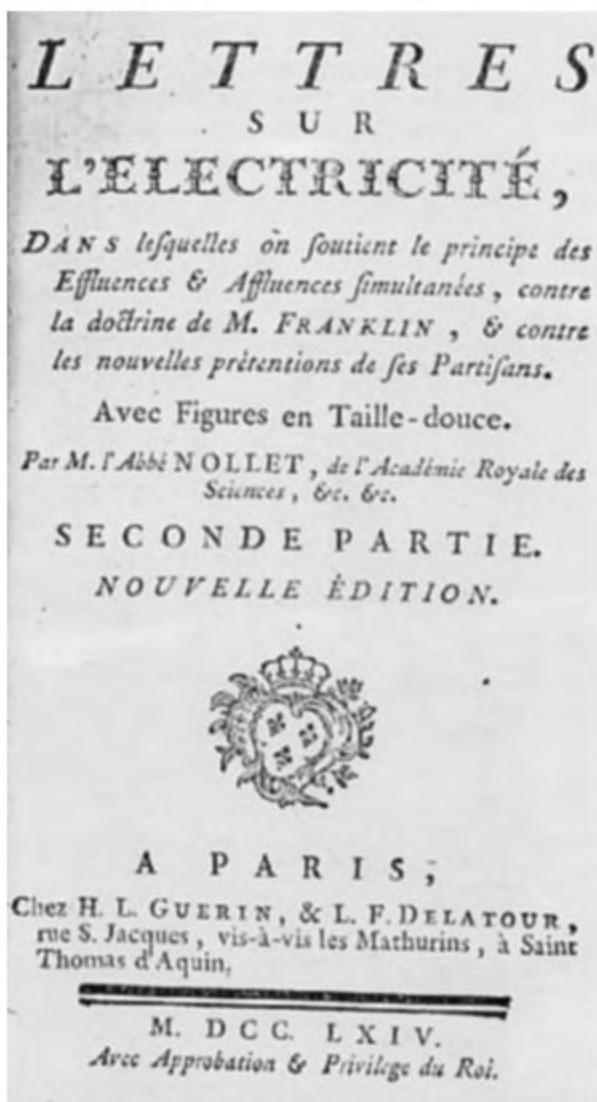 LETTRES
SUR
L'ELECTRICITÉ,
DANS leſquelles on ſoutient le principe des
Effluences & Affluences ſimultanées, contre
la doctrine de M. FRANKLIN, & contre
les nouvelles prétentions de ſes Partiſans.
Avec Figures en Taille-douce.
Par M. l'Abbé NOLLET, de l'Académie Royale des
Sciences, &c. &c.
SECONDE PARTIE.
NOUVELLE ÈDITION.
A PARIS,
Chez H. L. GUERIN, & L. F. DELATOUR,
rue S. Jacques, vis-à-vis les Mathurins, à Saint
Thomas d'Aquin.
M. DCC. LXIV.
Avec Approbation & Privilege du Roi.